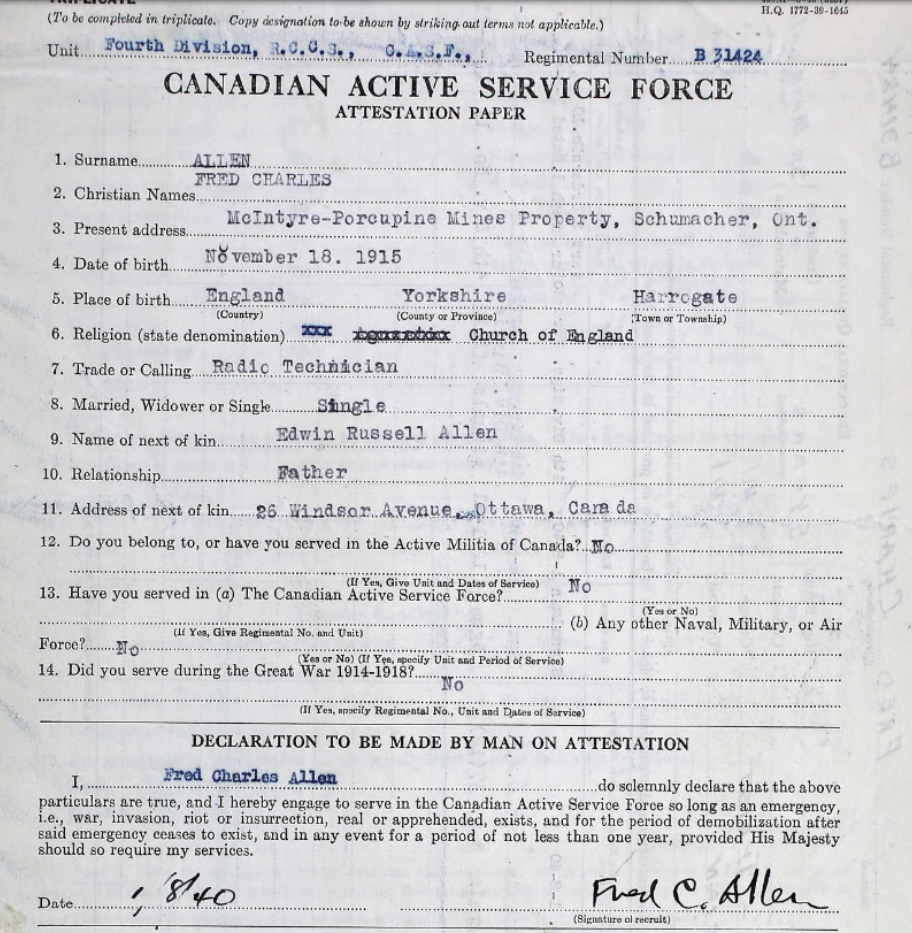 TRIPLICATE
H.Q. 1772-39-1615
(To be completed in triplicate. Copy designation to be shown by striking out terms not applicable.)
Unit Fourth Division, R.C.C.S., C.A.S.F., Regimental Number B 31424
CANADIAN ACTIVE SERVICE FORCE
ATTESTATION PAPER
1. Surname ALLEN
FRED CHARLES
2. Christian Names
McIntyre-Porcupine Mines Property, Schumacher, Ont.
3. Present address
4. Date of birth November 18. 1915
5. Place of birth England Yorkshire Harrogate
(Country) (County or Province) (Town or Township)
6. Religion (state denomination) xxx Church of England
7. Trade or Calling Radio Technician
8. Married, Widower or Single Single
9. Name of next of kin Edwin Russell Allen
10. Relationship Father
11. Address of next of kin 26 Windsor Avenue, Ottawa, Canada
12. Do you belong to, or have you served in the Active Militia of Canada? No
(If Yes, Give Unit and Dates of Service)
13. Have you served in (a) The Canadian Active Service Force? No
(Yes or No)
(If Yes, Give Regimental No. and Unit) (b) Any other Naval, Military, or Air
Force? No
(Yes or No) (If Yes, specify Unit and Period of Service)
14. Did you serve during the Great War 1914-1918?
No
(If Yes, specify Regimental No., Unit and Dates of Service)
DECLARATION TO BE MADE BY MAN ON ATTESTATION
I, Fred Charles Allen do solemnly declare that the above
particulars are true, and I hereby engage to serve in the Canadian Active Service Force so long as an emergency,
i.e., war, invasion, riot or insurrection, real or apprehended, exists, and for the period of demobilization after
said emergency ceases to exist, and in any event for a period of not less than one year, provided His Majesty
should so require my services.
Date 1/8/40 Fred C. Allen
(Signature of recruit)